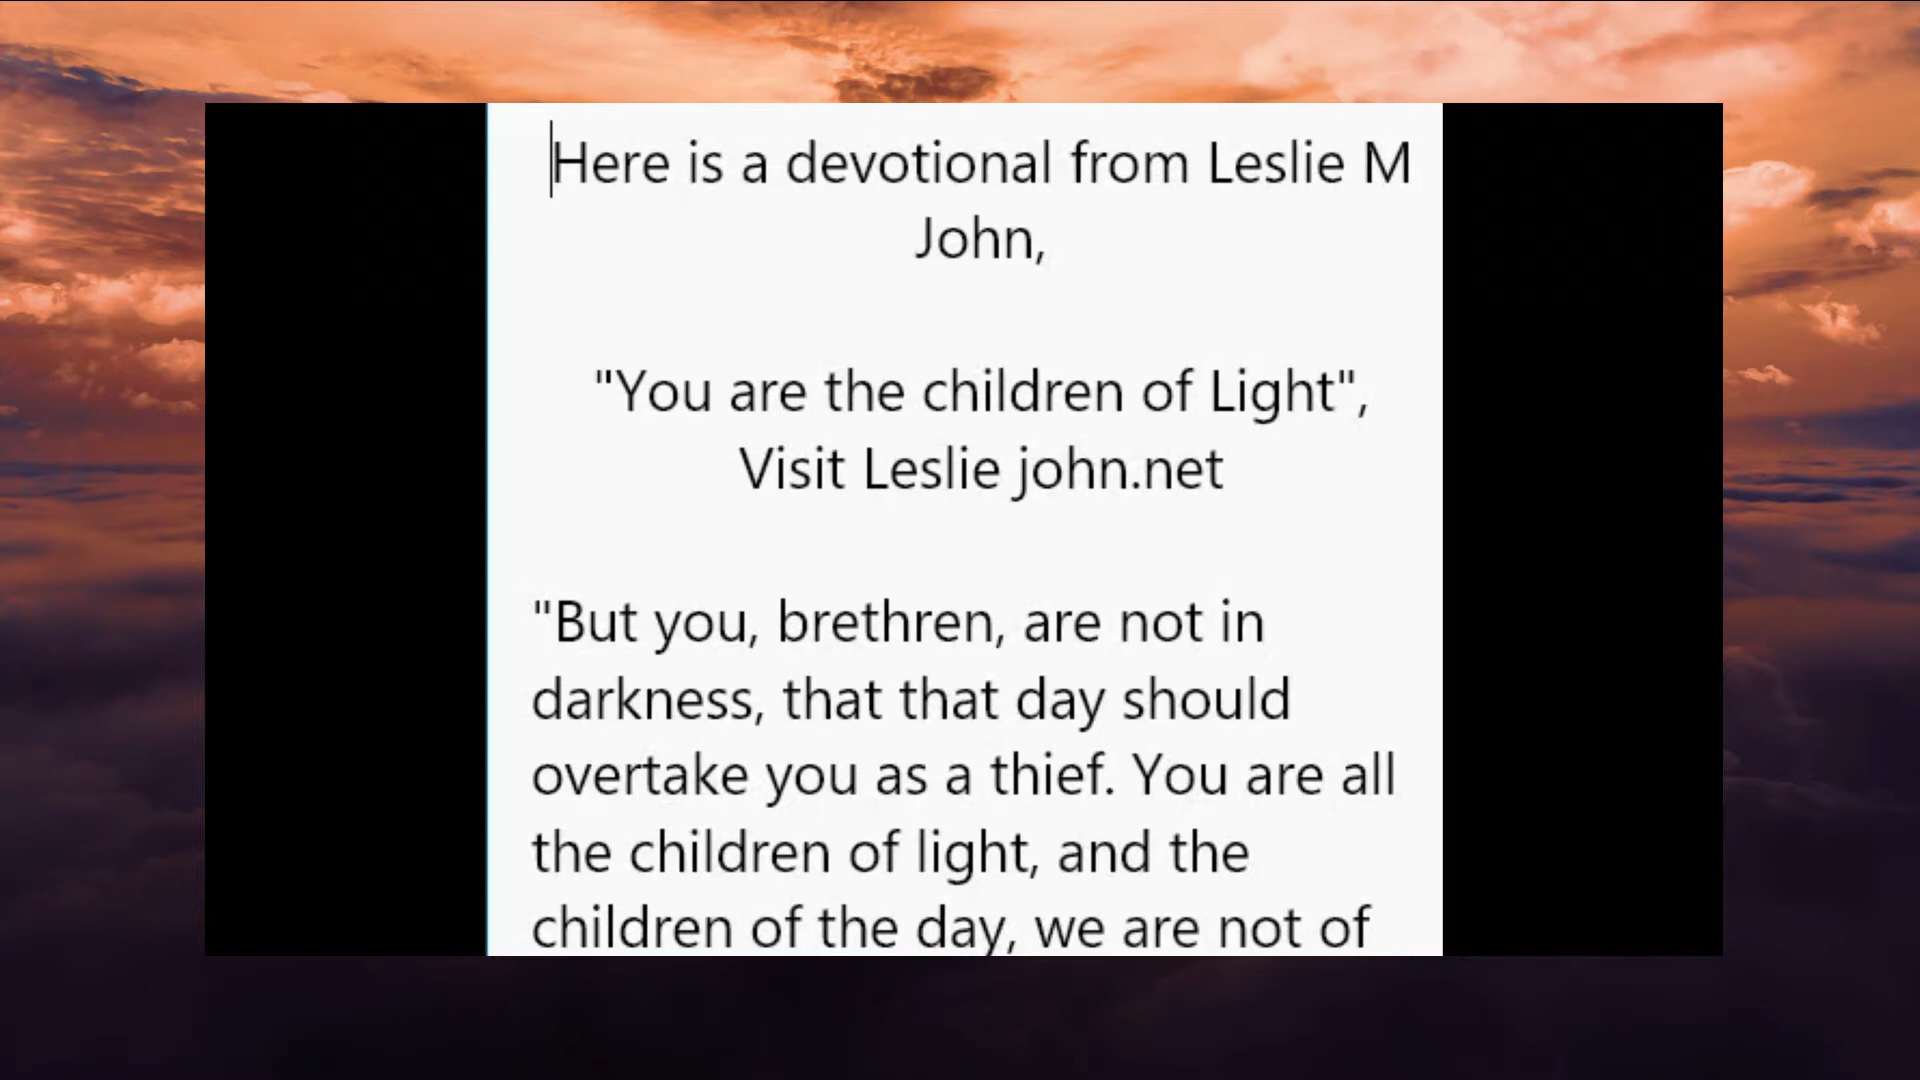 Here is a devotional from Leslie M
John,
"You are the children of Light",
Visit Leslie john.net
"But you, brethren, are not in
darkness, that that day should
overtake you as a thief. You are all
the children of light, and the
children of the day, we are not of